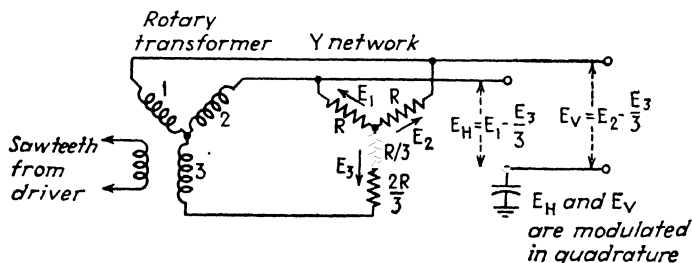 Rotary
transformer
Y network
1
2
3
Sawteeth
from
driver
E1
R
R
E2
R/3
E3
2R/3
EH=E1-E3/3
EV=E2-E3/3
EH and EV
are modulated
in quadrature